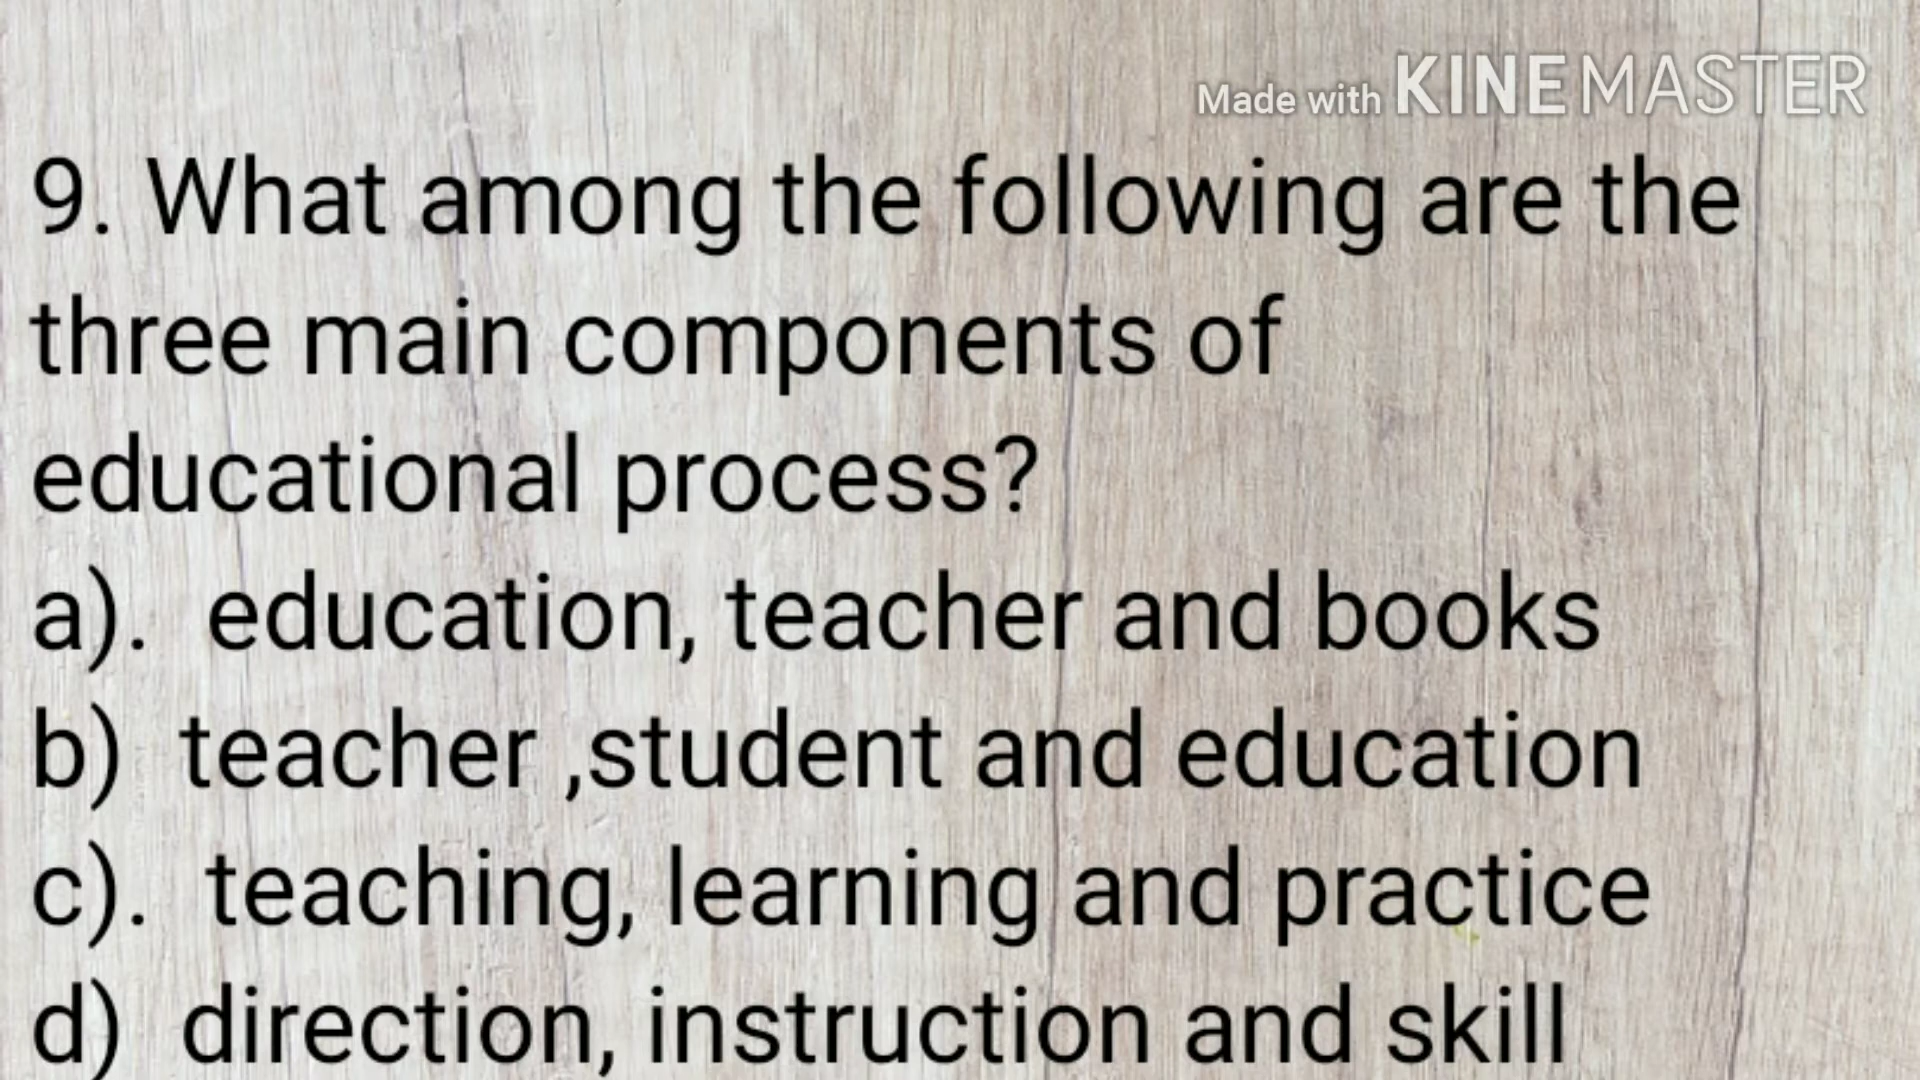 Made with KINEMASTER
9. What among the following are the
three main components of
educational process?
a).  education, teacher and books
b)  teacher ,student and education
c).  teaching, learning and practice
d)  direction, instruction and skill